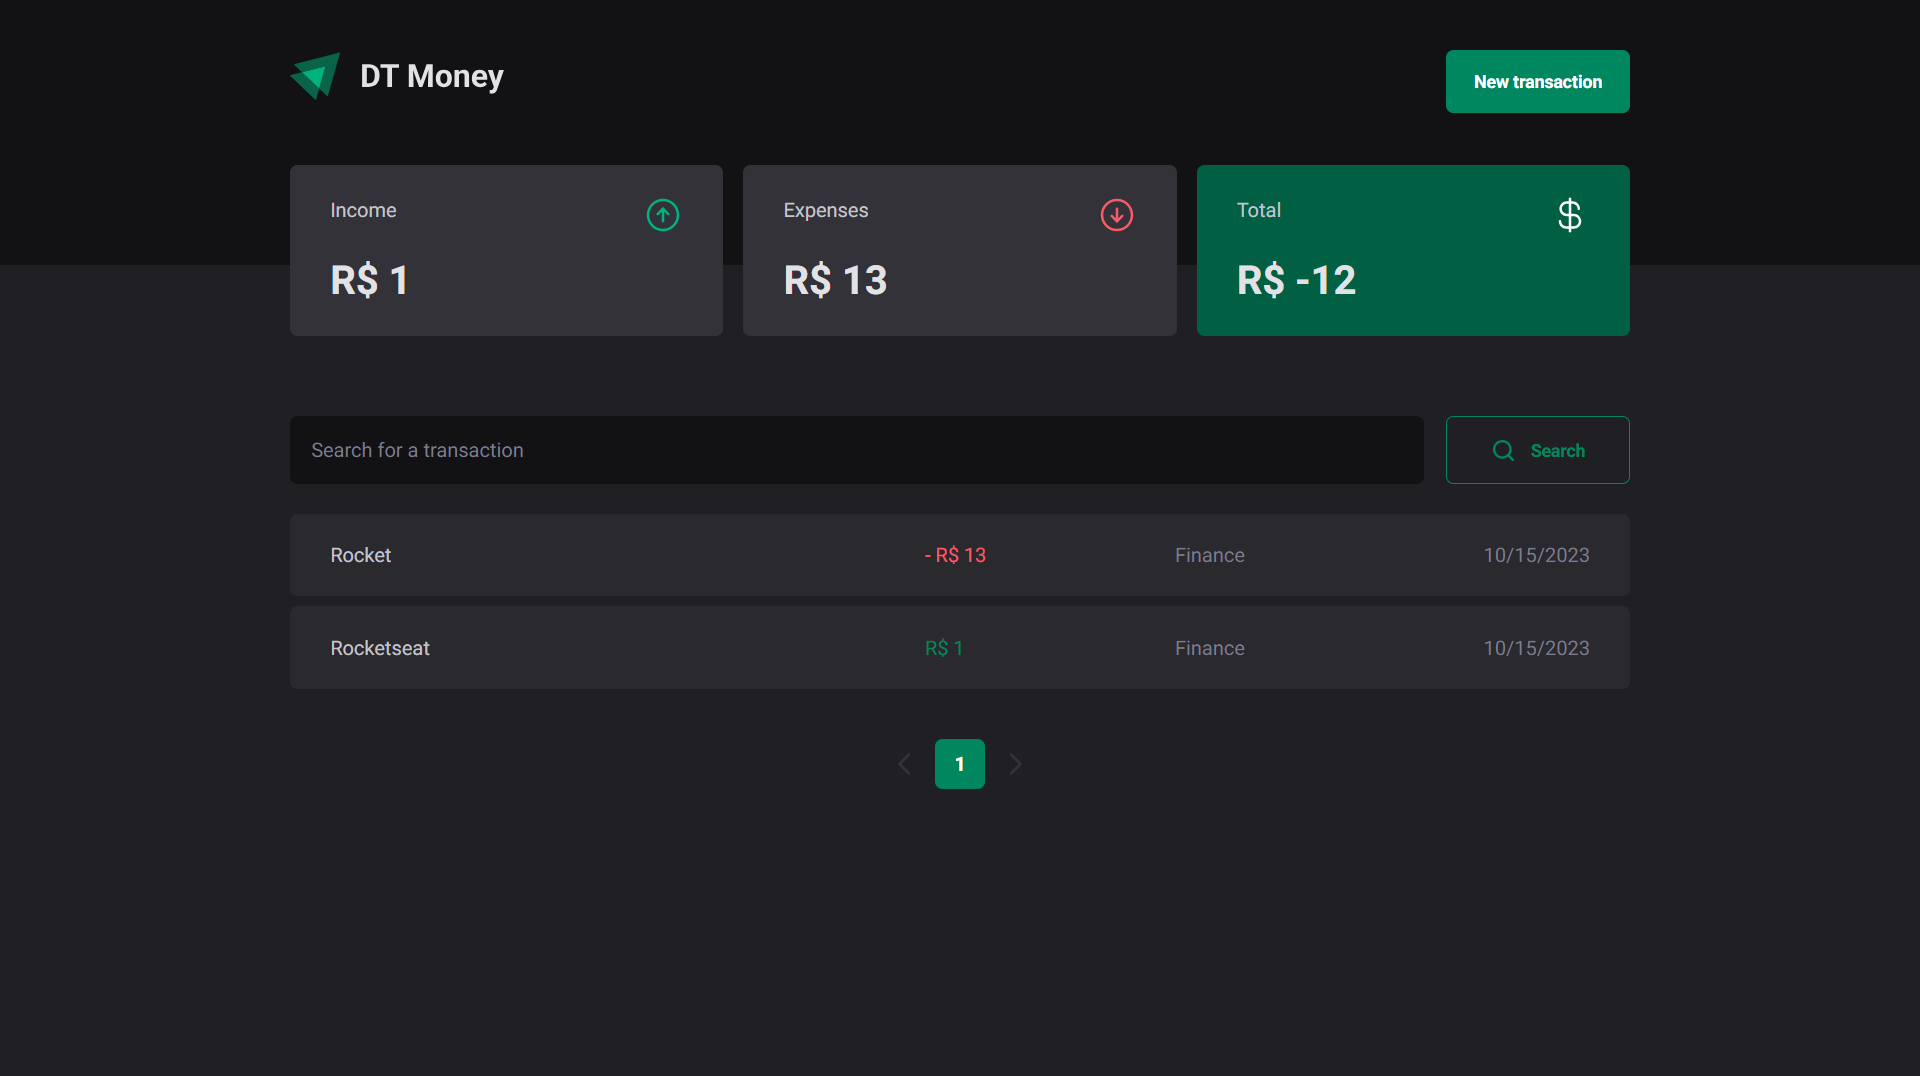 DT Money
New transaction
Income
R$ 1
Expenses
R$ 13
Total
R$ -12
Search for a transaction
Search
Rocket - R$ 13 Finance 10/15/2023
Rocketseat R$ 1 Finance 10/15/2023
1